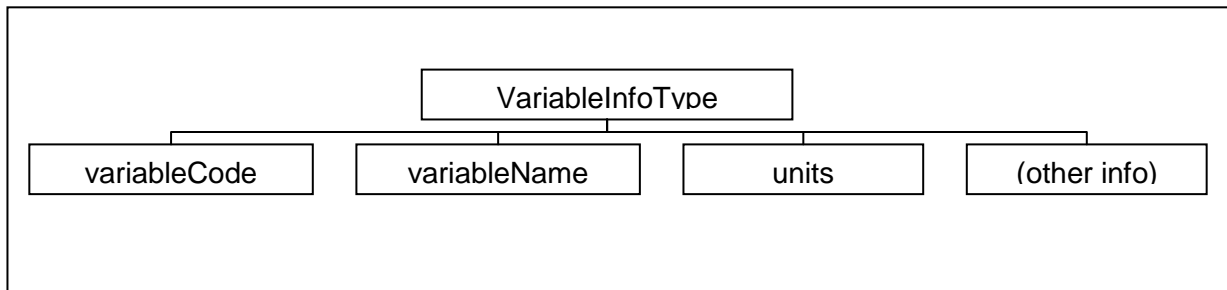 VariableInfoType
variableCode
variableName
units
(other info)